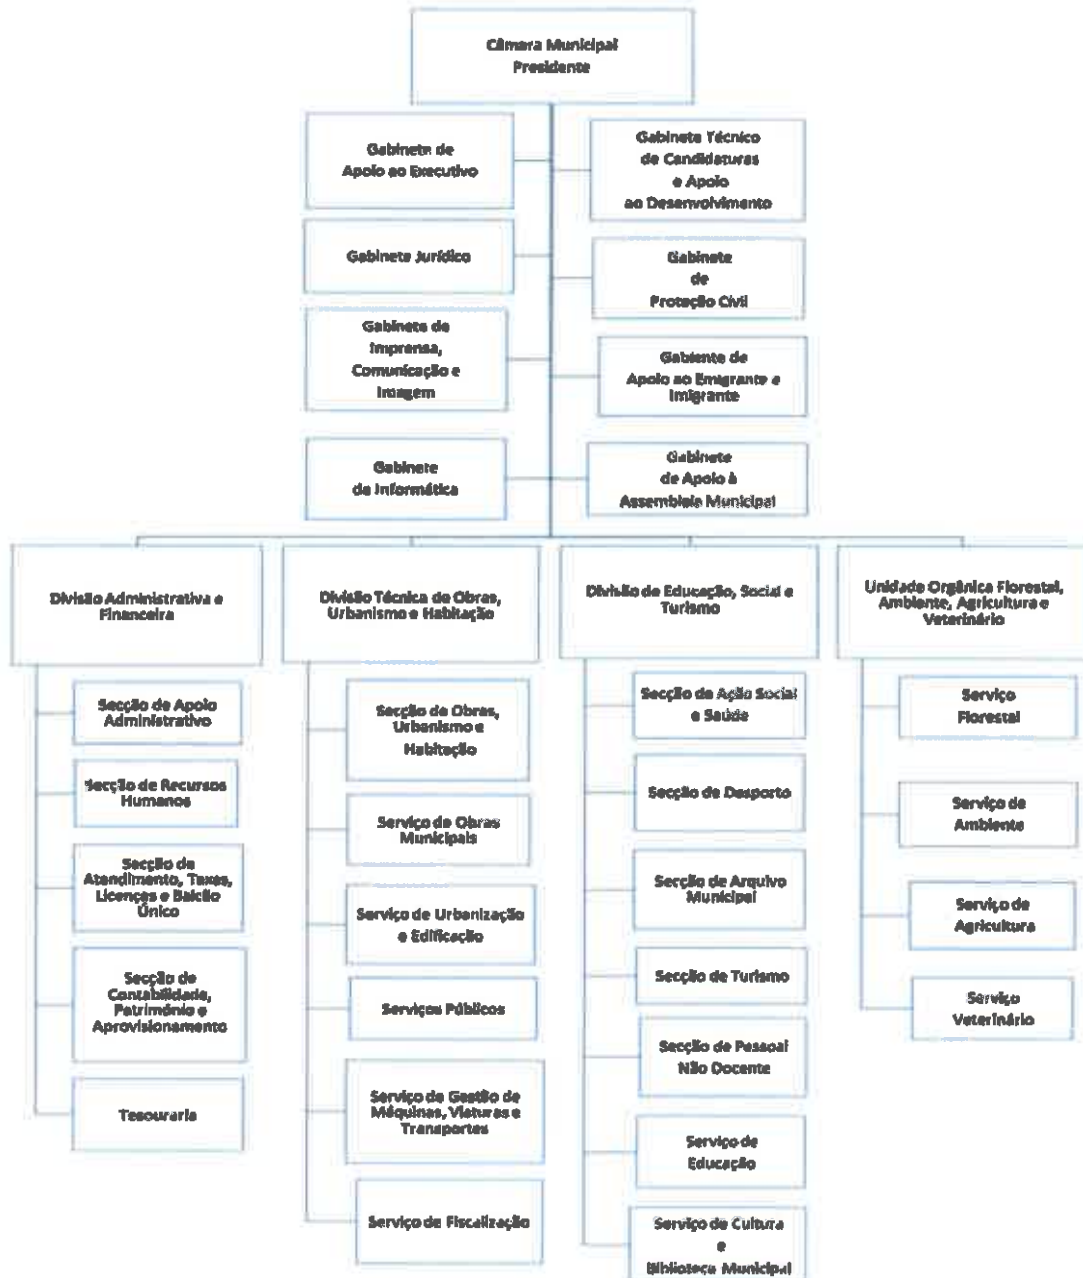 Câmara Municipal
Presidente
Gabinete de
Apoio ao Executivo
Gabinete Técnico
de Candidaturas
e Apoio
ao Desenvolvimento
Gabinete Jurídico
Gabinete
de
Proteção Civil
Gabinete de
Imprensa,
Comunicação e
Imagem
Gabiente de
Apoio ao Emigrante e
Imigrante
Gabinete
de Informática
Gabinete
de Apoio à
Assembleia Municipal
Divisão Administrativa e
Financeira
Divisão Técnica de Obras,
Urbanismo e Habitação
Divisão de Educação, Social e
Turismo
Unidade Orgânica Florestal,
Ambiente, Agricultura e
Veterinário
Secção de Apoio
Administrativo
Secção de Recursos
Humanos
Secção de
Atendimento, Taxas,
Licenças e Balcão
Único
Secção de
Contabilidade,
Património e
Aprovisionamento
Tesouraria
Secção de Obras,
Urbanismo e
Habitação
Serviço de Obras
Municipais
Serviço de Urbanização
e Edificação
Serviços Públicos
Serviço de Gestão de
Máquinas, Viaturas e
Transportes
Serviço de Fiscalização
Secção de Ação Social
e Saúde
Secção de Desporto
Secção de Arquivo
Municipal
Secção de Turismo
Secção de Pessoal
Não Docente
Serviço de
Educação
Serviço de Cultura
e
Biblioteca Municipal
Serviço
Florestal
Serviço de
Ambiente
Serviço de
Agricultura
Serviço
Veterinário